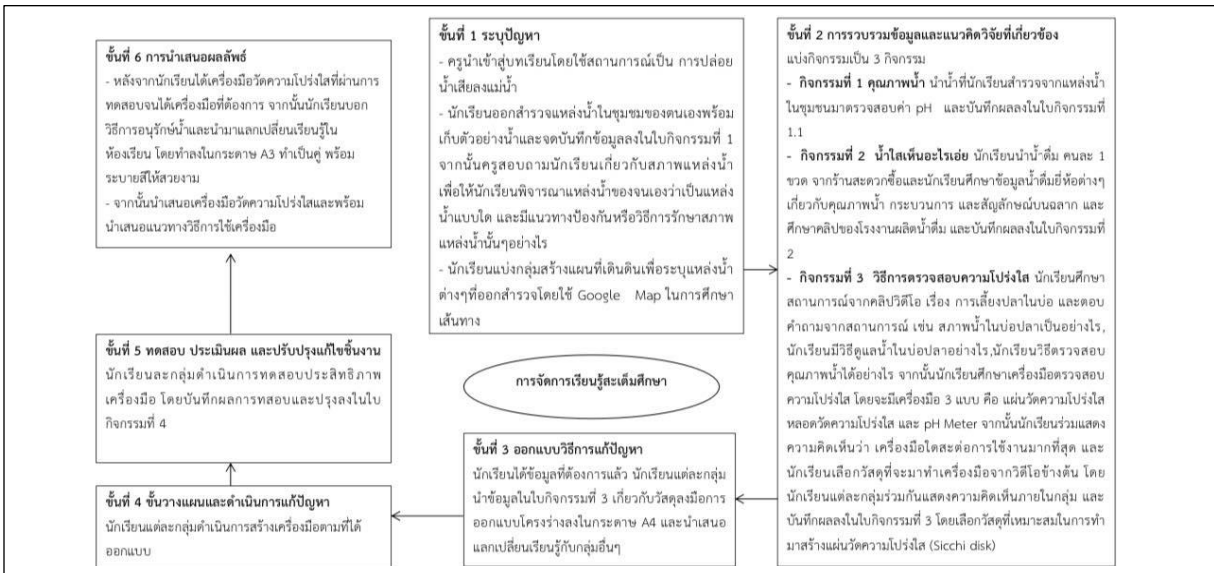 ขั้นที่ 1 ระบุปัญหา
- ครูนำเข้าสู่บทเรียนโดยใช้สถานการณ์เป็น การปล่อย
น้ำเสียลงแม่น้ำ
- นักเรียนออกสำรวจแหล่งน้ำในชุมชมของตนเองพร้อม
เก็บตัวอย่างน้ำและจดบันทึกข้อมูลลงในใบกิจกรรมที่ 1
จากนั้นครูสอบถามนักเรียนเกี่ยวกับสภาพแหล่งน้ำ
เพื่อให้นักเรียนพิจารณาแหล่งน้ำของจนเองว่าเป็นแหล่ง
น้ำแบบใด และมีแนวทางป้องกันหรือวิธีการรักษาสภาพ
แหล่งน้ำนั้นๆอย่างไร
- นักเรียนแบ่งกลุ่มสร้างแผนที่เดินดินเพื่อระบุแหล่งน้ำ
ต่างๆที่ออกสำรวจโดยใช้ Google Map ในการศึกษา
เส้นทาง
ขั้นที่ 2 การรวบรวมข้อมูลและแนวคิดวิจัยที่เกี่ยวข้อง
แบ่งกิจกรรมเป็น 3 กิจกรรม
- กิจกรรมที่ 1 คุณภาพน้ำ นำน้ำที่นักเรียนสำรวจจากแหล่งน้ำ
ในชุมชนมาตรวจสอบค่า pH และบันทึกผลลงในใบกิจกรรมที่
1.1
- กิจกรรมที่ 2 น้ำใสเห็นอะไรเอ่ย นักเรียนนำน้ำดื่ม คนละ 1
ขวด จากร้านสะดวกซื้อและนักเรียนศึกษาข้อมูลน้ำดื่มยี่ห้อต่างๆ
เกี่ยวกับคุณภาพน้ำ กระบวนการ และสัญลักษณ์บนฉลาก และ
ศึกษาคลิปของโรงงานผลิตน้ำดื่ม และบันทึกผลลงในใบกิจกรรมที่
2
- กิจกรรมที่ 3 วิธีการตรวจสอบความโปร่งใส นักเรียนศึกษา
สถานการณ์จากคลิปวิดีโอ เรื่อง การเลี้ยงปลาในบ่อ และตอบ
คำถามจากสถานการณ์ เช่น สภาพน้ำในบ่อปลาเป็นอย่างไร,
นักเรียนมีวิธีดูแลน้ำในบ่อปลาอย่างไร,นักเรียนวิธีตรวจสอบ
คุณภาพน้ำได้อย่างไร จากนั้นนักเรียนศึกษาเครื่องมือตรวจสอบ
ความโปร่งใส โดยจะมีเครื่องมือ 3 แบบ คือ แผ่นวัดความโปร่งใส
หลอดวัดความโปร่งใส และ pH Meter จากนั้นนักเรียนร่วมแสดง
ความคิดเห็นว่า เครื่องมือใดสะต่อการใช้งานมากที่สุด และ
นักเรียนเลือกวัสดุที่จะมาทำเครื่องมือจากวิดีโอข้างต้น โดย
นักเรียนแต่ละกลุ่มร่วมกันแสดงความคิดเห็นภายในกลุ่ม และ
บันทึกผลลงในใบกิจกรรมที่ 3 โดยเลือกวัสดุที่เหมาะสมในการทำ
มาสร้างแผ่นวัดความโปร่งใส (Sicchi disk)
ขั้นที่ 3 ออกแบบวิธีการแก้ปัญหา
นักเรียนได้ข้อมูลที่ต้องการแล้ว นักเรียนแต่ละกลุ่ม
นำข้อมูลในใบกิจกรรมที่ 3 เกี่ยวกับวัสดุลงมือการ
ออกแบบโครงร่างลงในกระดาษ A4 และนำเสนอ
แลกเปลี่ยนเรียนรู้กับกลุ่มอื่นๆ
ขั้นที่ 4 ขั้นวางแผนและดำเนินการแก้ปัญหา
นักเรียนแต่ละกลุ่มดำเนินการสร้างเครื่องมือตามที่ได้
ออกแบบ
ขั้นที่ 5 ทดสอบ ประเมินผล และปรับปรุงแก้ไขชิ้นงาน
นักเรียนละกลุ่มดำเนินการทดสอบประสิทธิภาพ
เครื่องมือ โดยบันทึกผลการทสอบและปรุงลงในใบ
กิจกรรมที่ 4
ขั้นที่ 6 การนำเสนอผลลัพธ์
- หลังจากนักเรียนได้เครื่องมือวัดความโปร่งใสที่ผ่านการ
ทดสอบจนได้เครื่องมือที่ต้องการ จากนั้นนักเรียนบอก
วิธีการอนุรักษ์น้ำและนำมาแลกเปลี่ยนเรียนรู้ใน
ห้องเรียน โดยทำลงในกระดาษ A3 ทำเป็นคู่ พร้อม
ระบายสีให้สวยงาม
- จากนั้นนำเสนอเครื่องมือวัดความโปร่งใสและพร้อม
นำเสนอแนวทางวิธีการใช้เครื่องมือ
การจัดการเรียนรู้สะเต็มศึกษา